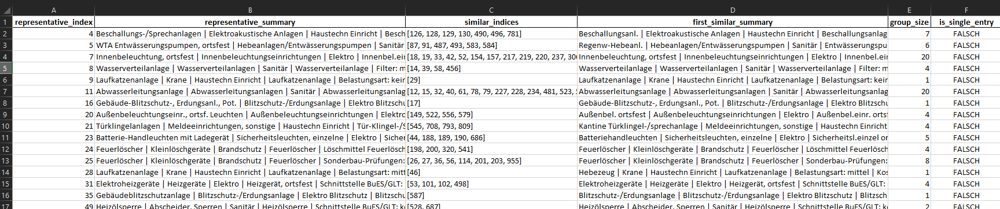 A B C D E F
1 representative_index representative_summary similar_indices first_similar_summary group_size is_single_entry
2 4 Beschallungs-/Sprechanlagen | Elektroakustische Anlagen | Haustechn Einricht | Besch [126, 128, 129, 130, 490, 496, 781] Beschallungsanl. | Elektroakustische Anlagen | Haustechn Einricht | Beschallungsanlag 7 FALSCH
3 5 WTA Entwässerungspumpen, ortsfest | Hebeanlagen/Entwässerungspumpen | Sanitär [87, 91, 487, 493, 583, 584] Regenw-Hebeanl. | Hebeanlagen/Entwässerungspumpen | Sanitär | Entwässerungspu 6 FALSCH
4 7 Innenbeleuchtung, ortsfest | Innenbeleuchtungseinrichtungen | Elektro | Innenbel.ein [18, 19, 33, 42, 52, 154, 157, 217, 219, 220, 237, 30 Innenbeleuchtung, ortsfest | Innenbeleuchtungseinrichtungen | Elektro | Innenbel.ein 20 FALSCH
5 8 Wasserverteilanlage | Wasserverteilanlagen | Sanitär | Wasserverteilanlage | Filter: m [14, 39, 58, 456] Wasserverteilanlage | Wasserverteilanlagen | Sanitär | Wasserverteilanlage | Filter: m 4 FALSCH
6 9 Laufkatzenanlage | Krane | Haustechn Einricht | Laufkatzenanlage | Belastungsart: kein [29] Laufkatzenanlage | Krane | Haustechn Einricht | Laufkatzenanlage | Belastungsart: kein 1 FALSCH
7 11 Abwasserleitungsanlage | Abwasserleitungsanlagen | Sanitär | Abwasserleitungsanlag [12, 15, 32, 40, 61, 78, 79, 227, 228, 234, 481, 523, Abwasserleitungsanlage | Abwasserleitungsanlagen | Sanitär | Abwasserleitungsanlag 20 FALSCH
8 16 Gebäude-Blitzschutz-, Erdungsanl., Pot. | Blitzschutz-/Erdungsanlage | Elektro Blitzschu [17] Gebäude-Blitzschutz-, Erdungsanl., Pot. | Blitzschutz-/Erdungsanlage | Elektro Blitzschu 1 FALSCH
9 20 Außenbeleuchtungseinr., ortsf. Leuchten | Außenbeleuchtungseinrichtungen | Elektro [149, 522, 556, 579] Außenbel. ortsfest | Außenbeleuchtungseinrichtungen | Elektro | Außenbel.einr. orts 4 FALSCH
10 21 Türklingelanlagen | Meldeeinrichtungen, sonstige | Haustechn Einricht | Tür-Klingel-/S [545, 708, 793, 809] Kantine Türklingel-/sprechanlage | Meldeeinrichtungen, sonstige | Haustechn Einricht 4 FALSCH
11 23 Batterie-Handleuchten mit Ladegerät | Sicherheitsleuchten, einzelne | Elektro | Sicher [44, 188, 189, 190, 686] Batteriehandleuchten | Sicherheitsleuchten, einzelne | Elektro | Sicherheitsl.einzel or 5 FALSCH
12 24 Feuerlöscher | Kleinlöschgeräte | Brandschutz | Feuerlöscher | Löschmittel Feuerlösch [198, 200, 320, 541] Feuerlöscher | Kleinlöschgeräte | Brandschutz | Feuerlöscher | Löschmittel Feuerlösch 4 FALSCH
13 25 Feuerlöscher | Kleinlöschgeräte | Brandschutz | Feuerlöscher | Sonderbau-Prüfungen: [26, 27, 36, 56, 114, 201, 203, 955] Feuerlöscher | Kleinlöschgeräte | Brandschutz | Feuerlöscher | Sonderbau-Prüfungen: 8 FALSCH
14 28 Laufkatzenanlage | Krane | Haustechn Einricht | Laufkatzenanlage | Belastungsart: mitt [46] Hebezeug | Krane | Haustechn Einricht | Laufkatzenanlage | Belastungsart: mittel | Kos 1 FALSCH
15 31 Elektroheizgeräte | Heizgeräte | Elektro | Heizgerät, ortsfest | Schnittstelle BuES/GLT: [53, 101, 102, 498] Elektroheizgeräte | Heizgeräte | Elektro | Heizgerät, ortsfest | Schnittstelle BuES/GLT: 4 FALSCH
16 35 Gebäudeblitzschutzanlage | Blitzschutz-/Erdungsanlage | Elektro Blitzschutz | Blitzsch [587] Blitzschutz-/Erdungsanlage | Blitzschutz-/Erdungsanlage | Elektro Blitzschutz | Blitzsch 1 FALSCH
17 49 Heizölsperre | Abscheider, Sperren | Sanitär | Heizölsperre | Schnittstelle BuES/GLT: k [528, 687] Heizölsperre | Abscheider, Sperren | Sanitär | Heizölsperre | Schnittstelle BuES/GLT: k 2 FALSCH